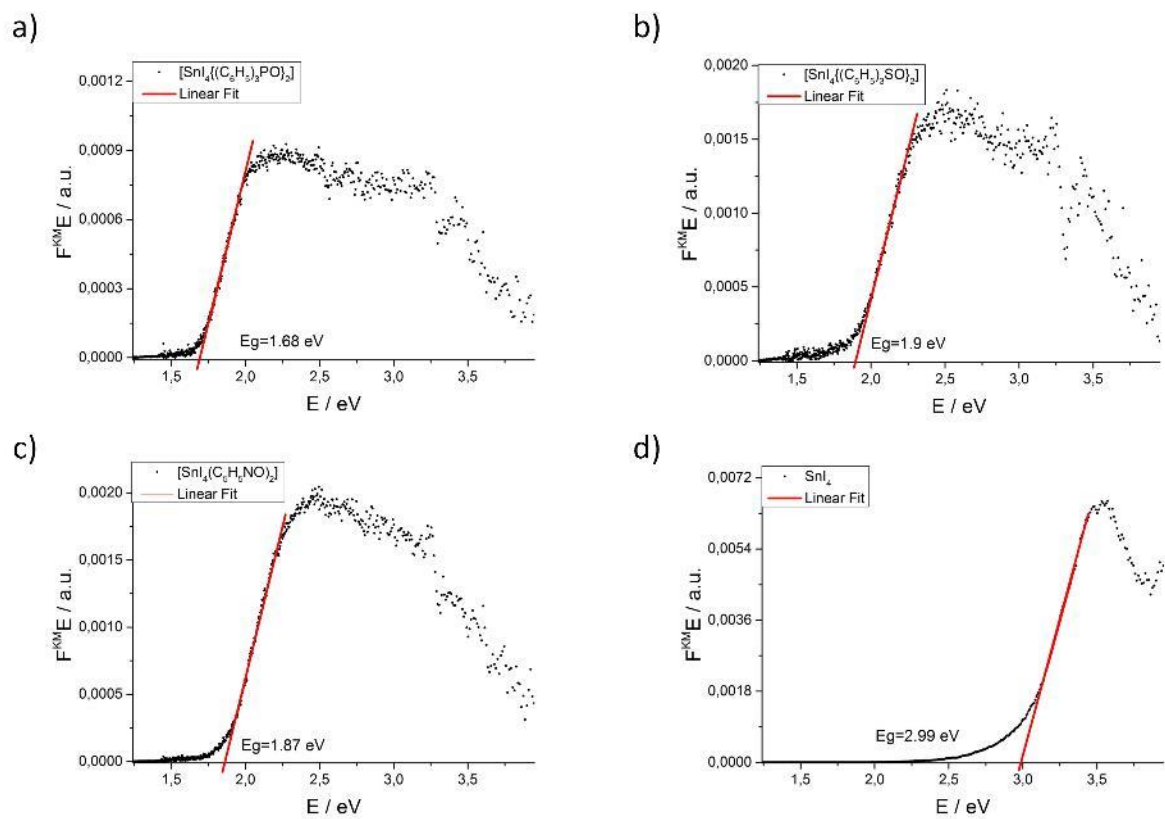 a)
[SnI₄{(C₆H₅)₃PO}₂]
Linear Fit
0,0012
0,0009
0,0006
0,0003
0,0000
F^KM E / a.u.
Eg=1.68 eV
1,5 2,0 2,5 3,0 3,5
E / eV
b)
[SnI₄{(C₆H₅)₃SO}₂]
Linear Fit
0,0020
0,0015
0,0010
0,0005
0,0000
F^KM E / a.u.
Eg=1.9 eV
1,5 2,0 2,5 3,0 3,5
E / eV
c)
[SnI₄(C₅H₅NO)₂]
Linear Fit
0,0020
0,0015
0,0010
0,0005
0,0000
F^KM E / a.u.
Eg=1.87 eV
1,5 2,0 2,5 3,0 3,5
E / eV
d)
SnI₄
Linear Fit
0,0072
0,0054
0,0036
0,0018
0,0000
F^KM E / a.u.
Eg=2.99 eV
1,5 2,0 2,5 3,0 3,5
E / eV